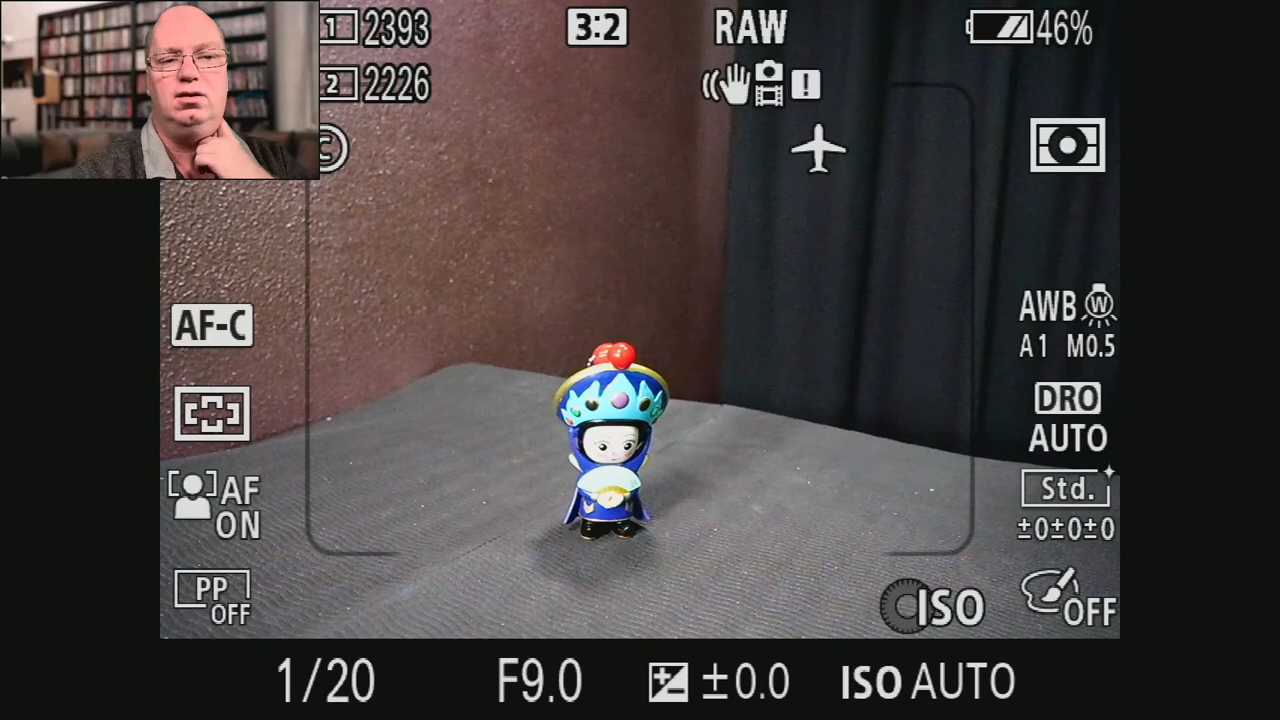 1 2393
3:2
RAW
46%
2 2226
!
C
AF-C
AWB W
A1 M0.5
DRO
AUTO
AF
ON
Std.
±0±0±0
PP
OFF
ISO
OFF
1/20
F9.0
±0.0
ISO AUTO